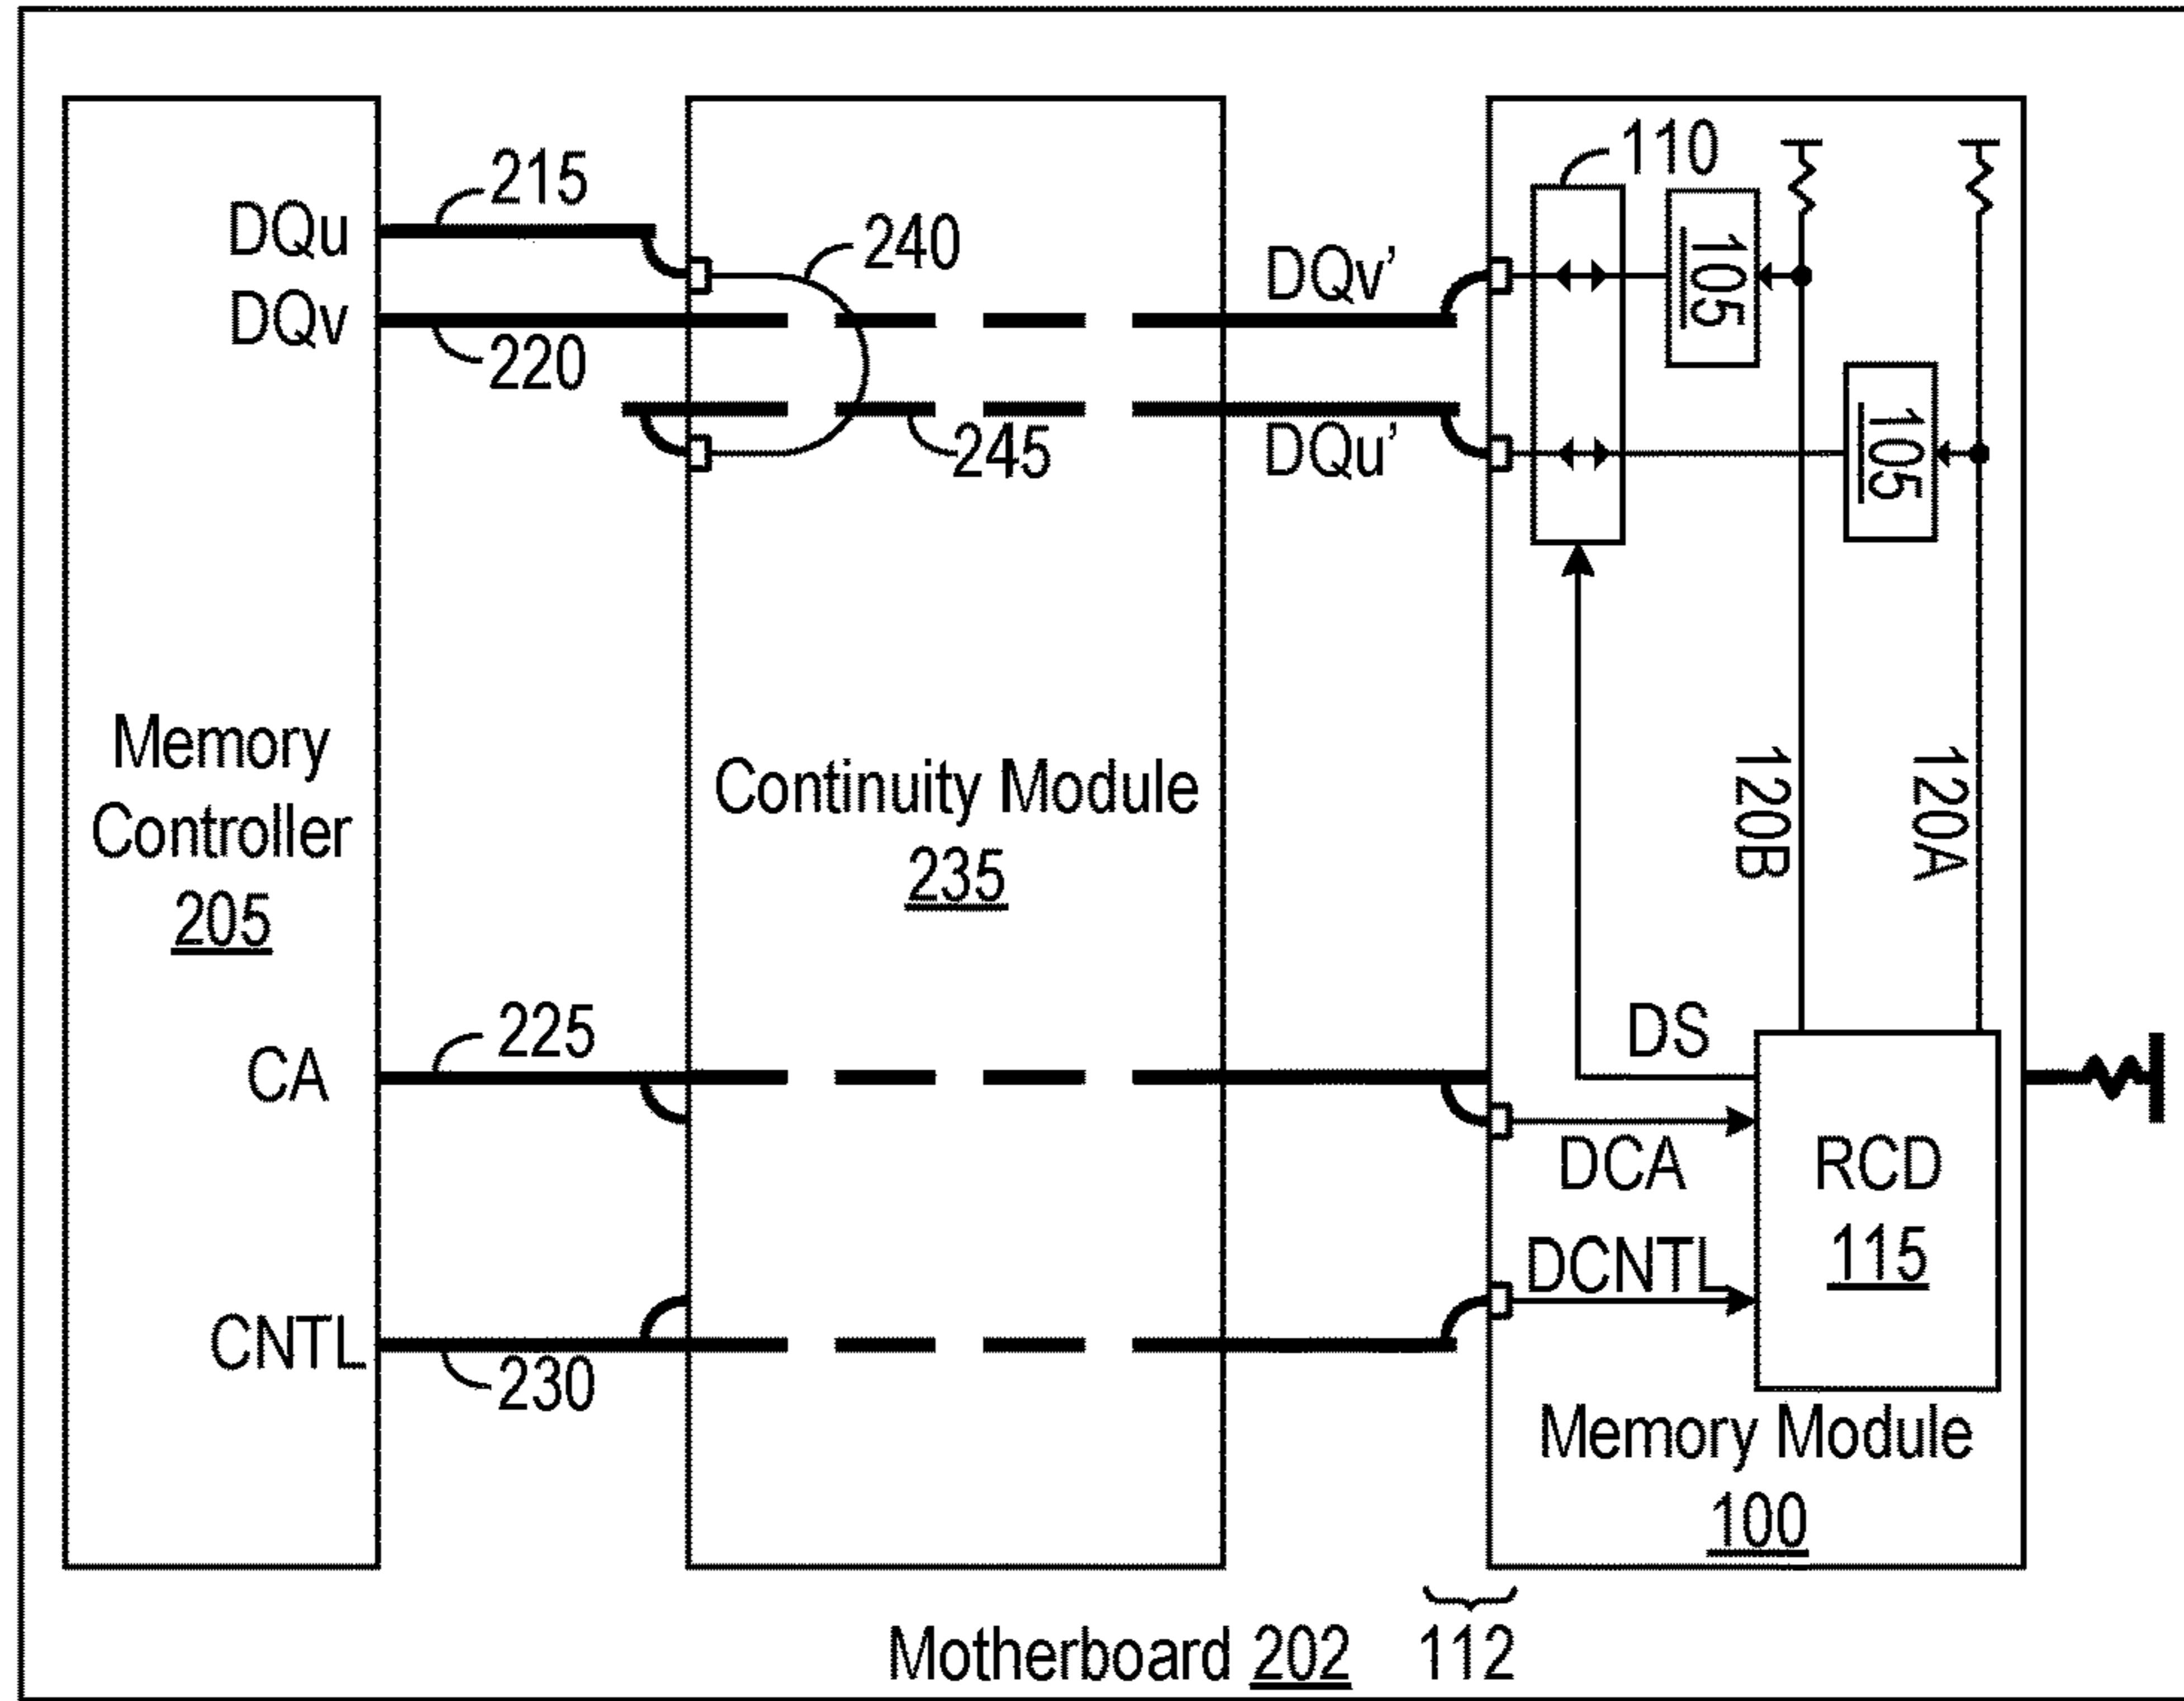 110
215
DQu
240
DQv'
105
DQv
220
105
245
DQu'
Memory
Controller
205
Continuity Module
235
120B
120A
225
DS
CA
DCA
RCD
115
DCNTL
CNTL
230
Memory Module
100
Motherboard 202
112